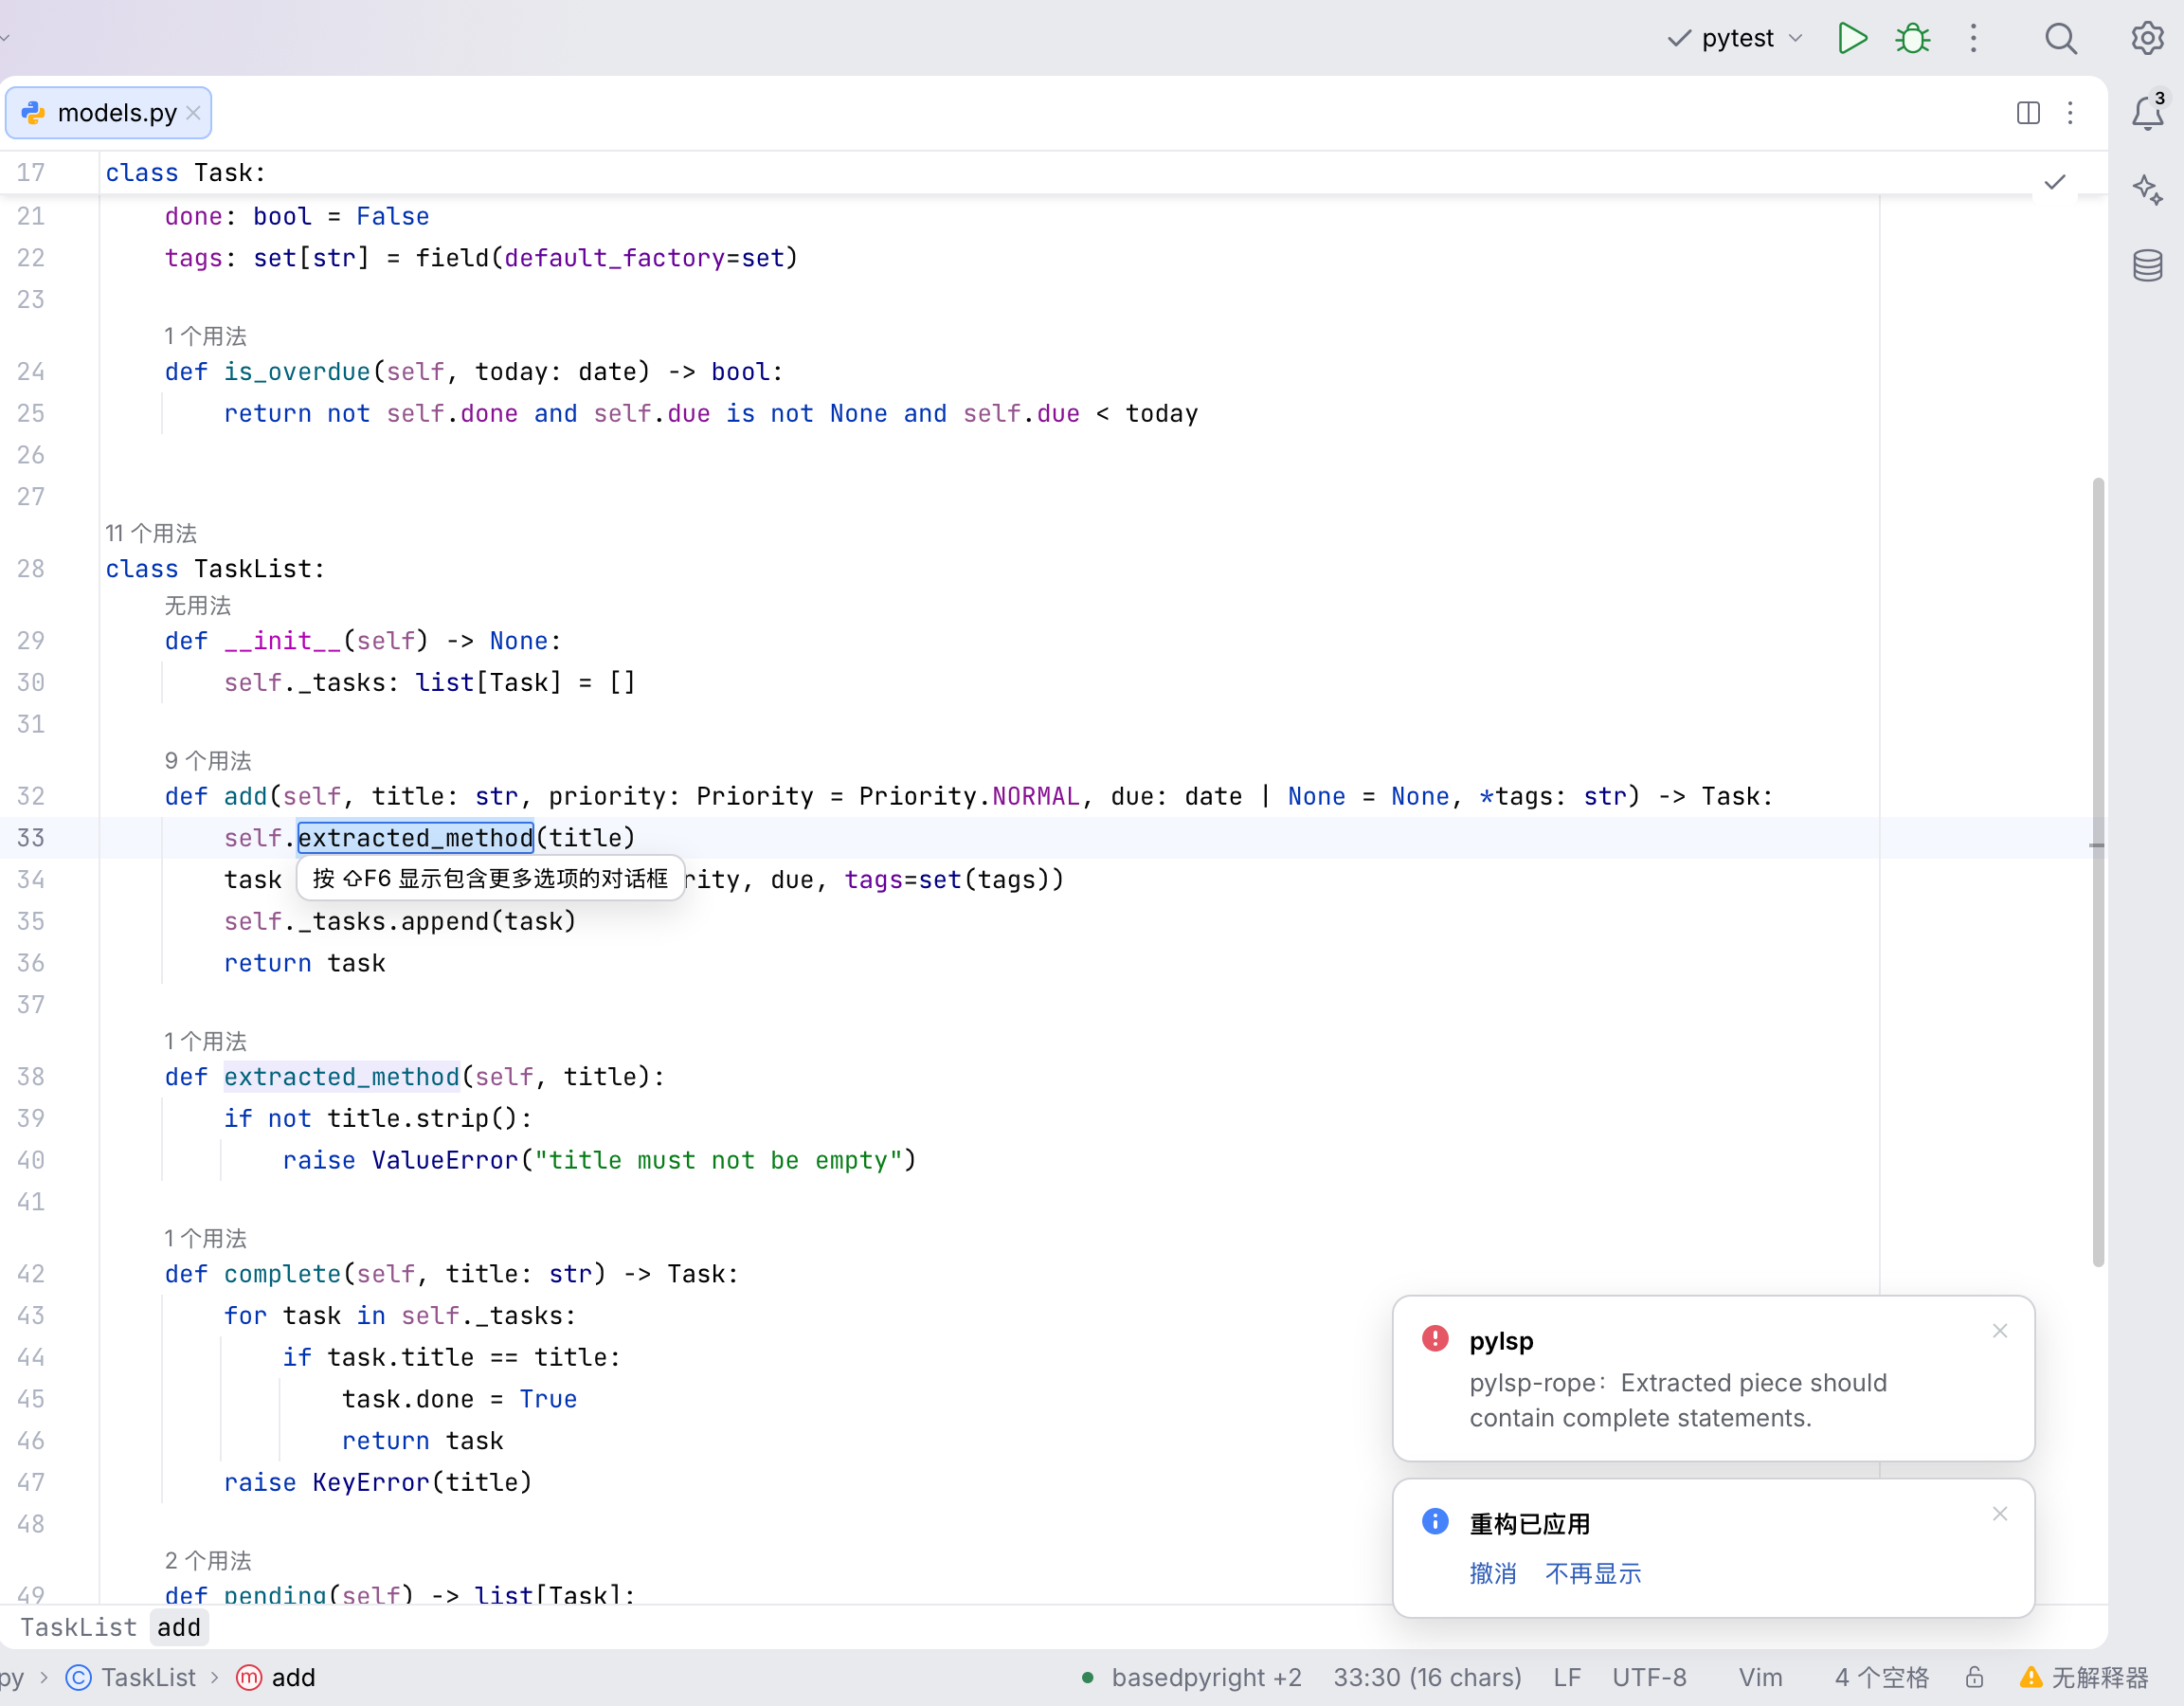 pytest
models.py
3
17 class Task:
21 done: bool = False
22 tags: set[str] = field(default_factory=set)
23
1 个用法
24 def is_overdue(self, today: date) -> bool:
25 return not self.done and self.due is not None and self.due < today
26
27
11 个用法
28 class TaskList:
无用法
29 def __init__(self) -> None:
30 self._tasks: list[Task] = []
31
9 个用法
32 def add(self, title: str, priority: Priority = Priority.NORMAL, due: date | None = None, *tags: str) -> Task:
33 self.extracted_method(title)
34 task 按 ⇧F6 显示包含更多选项的对话框 rity, due, tags=set(tags))
35 self._tasks.append(task)
36 return task
37
1 个用法
38 def extracted_method(self, title):
39 if not title.strip():
40 raise ValueError("title must not be empty")
41
1 个用法
42 def complete(self, title: str) -> Task:
43 for task in self._tasks:
44 if task.title == title:
45 task.done = True
46 return task
47 raise KeyError(title)
48
2 个用法
49 def pending(self) -> list[Task]:
pylsp
pylsp-rope: Extracted piece should
contain complete statements.
重构已应用
撤消 不再显示
TaskList add
py › TaskList › add basedpyright +2 33:30 (16 chars) LF UTF-8 Vim 4 个空格 无解释器